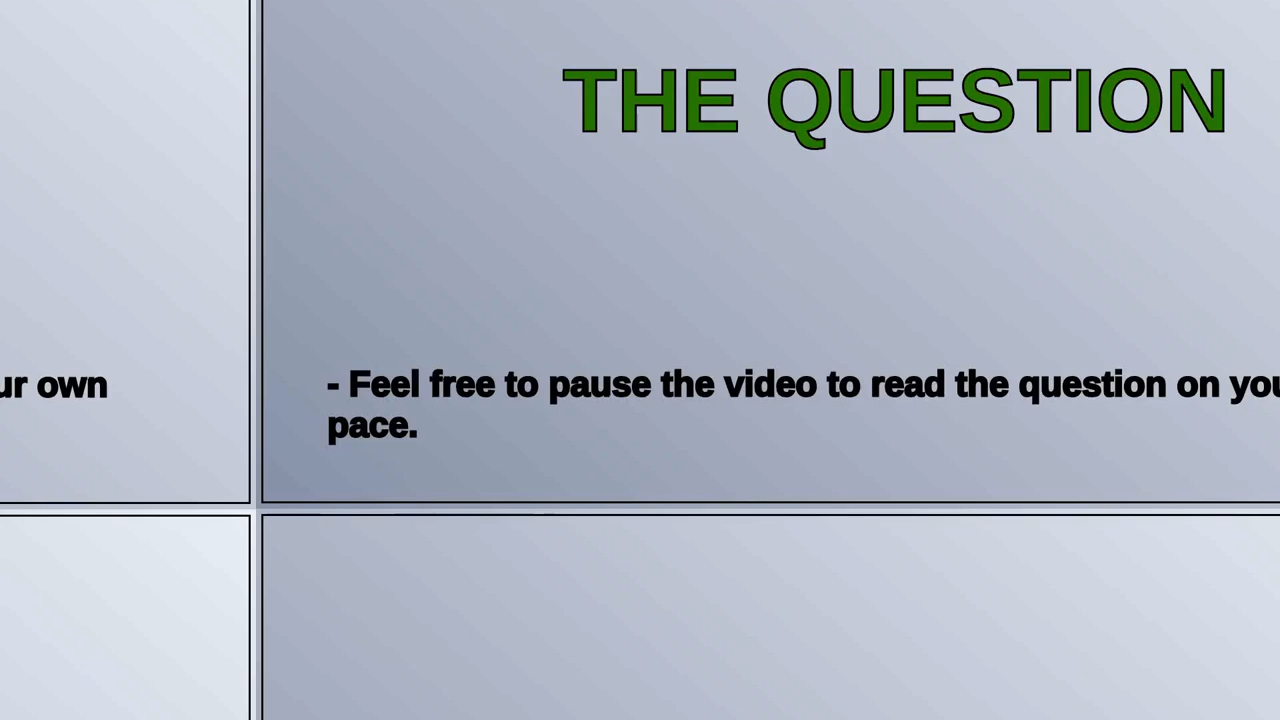 THE QUESTION
ur own
- Feel free to pause the video to read the question on you
pace.